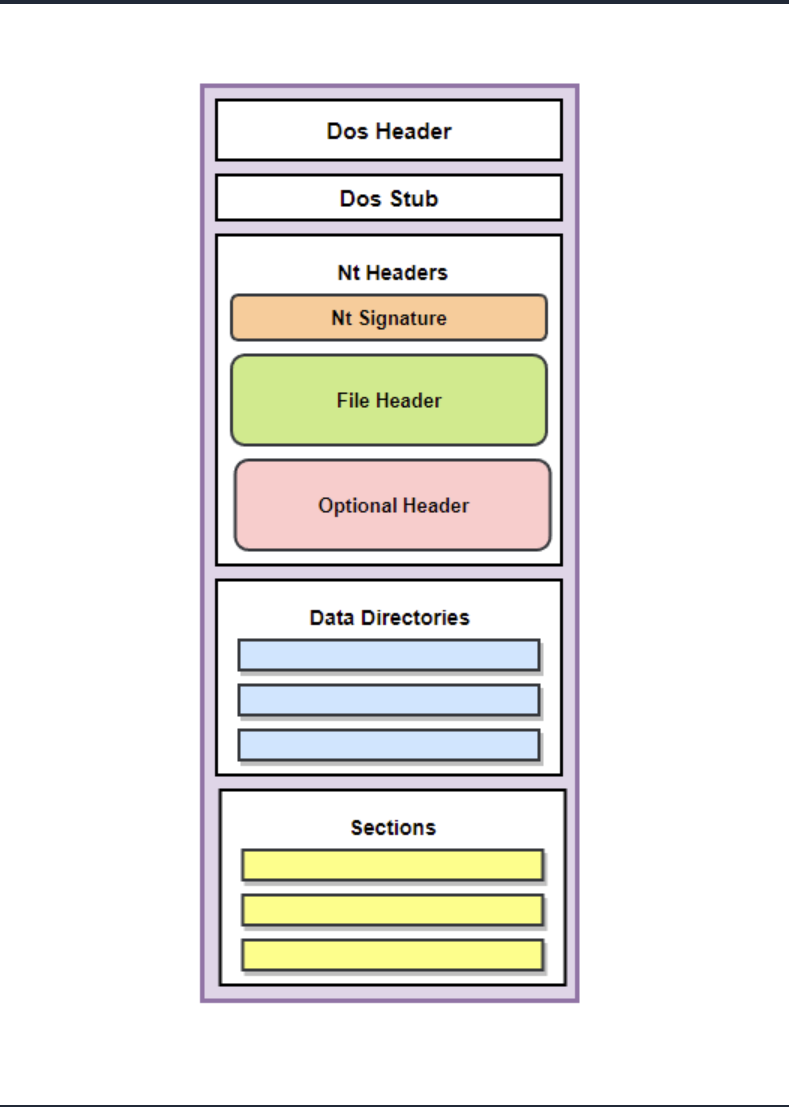 Dos Header
Dos Stub
Nt Headers
Nt Signature
File Header
Optional Header
Data Directories
Sections